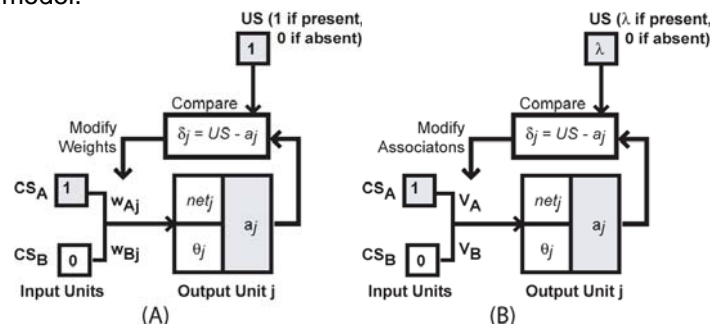 model.
US (1 if present,
0 if absent)
1
Compare
δj = US - aj
Modify
Weights
CSA
1
wAj
netj
aj
θj
CSB
0
wBj
Input Units
Output Unit j
(A)
US (λ if present,
0 if absent)
λ
Compare
δj = US - aj
Modify
Associatons
CSA
1
VA
netj
aj
θj
CSB
0
VB
Input Units
Output Unit j
(B)